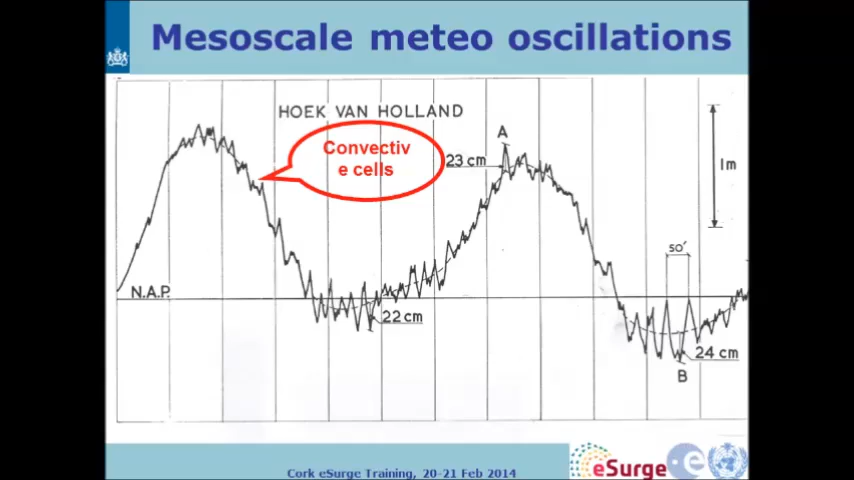 Mesoscale meteo oscillations
HOEK VAN HOLLAND
Convectiv
e cells
A
23 cm
1m
50'
N.A.P.
22 cm
24 cm
B
Cork eSurge Training, 20-21 Feb 2014
eSurge
e